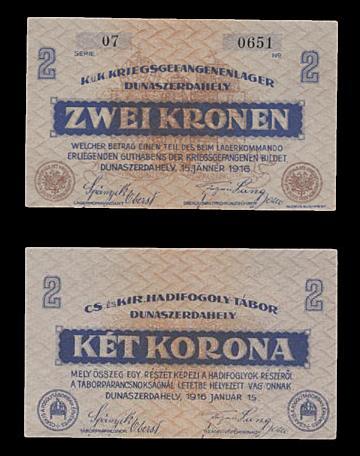 07 0651
SERIE No
2 2
K.u.K. KRIEGSGEFANGENENLAGER
DUNASZERDAHELY
ZWEI KRONEN
WELCHER BETRAG EINEN TEIL DES BEIM LAGERKOMMANDO
ERLIEGENDEN GUTHABENS DER KRIEGSGEFANGENEN BILDET.
DUNASZERDAHELY, 15. JÄNNER 1916
Oberst
LAGERKOMMANDANT
2 2
CS. és KIR. HADIFOGOLY-TÁBOR
DUNASZERDAHELY
KÉT KORONA
MELY ÖSSZEG EGY RÉSZÉT KÉPEZI A HADIFOGLYOK RÉSZÉRŐL
A TÁBORPARANCSNOKSÁGNÁL LETÉTBE HELYEZETT VAGYONNAK
DUNASZERDAHELY, 1916 JANUÁR 15
Oberst
TÁBORPARANCSNOK